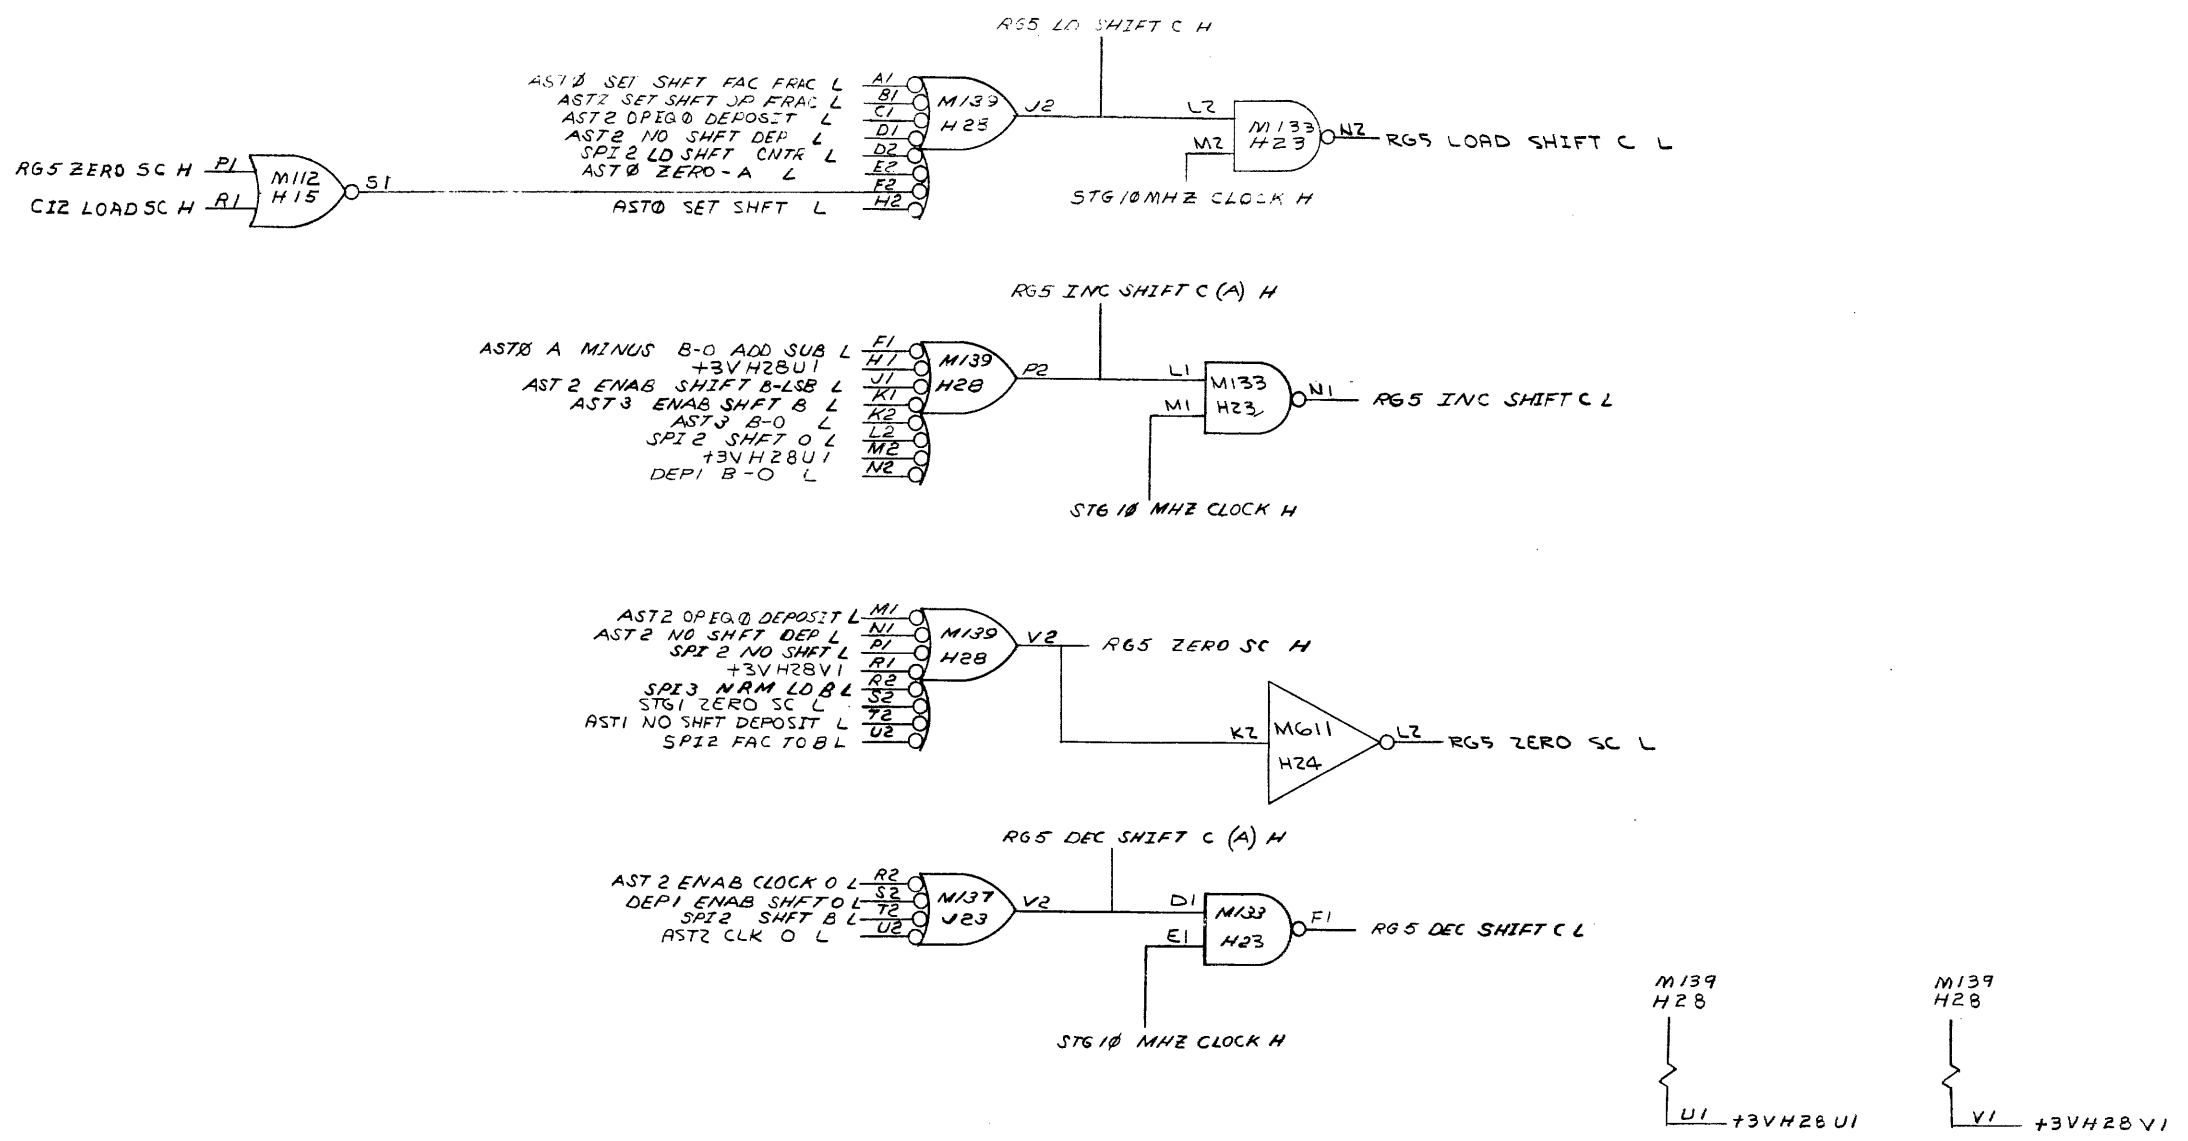 RG5 LD SHIFT C H
AST0 SET SHFT FAC FRAC L A1
AST2 SET SHFT OP FRAC L B1
AST2 OPEQ0 DEPOSIT L C1
AST2 NO SHFT DEP L D1
SPI2 LD SHFT CNTR L D2
AST0 ZERO-A L E2
F2
AST0 SET SHFT L H2
M139
H28
J2
RG5 ZERO SC H P1
CI2 LOAD SC H R1
M112
H15
S1
L2
M2
M133
H23
N2 RG5 LOAD SHIFT C L
STG 10MHZ CLOCK H
RG5 INC SHIFT C (A) H
AST0 A MINUS B-0 ADD SUB L F1
+3VH28U1 H1
AST2 ENAB SHIFT B-LSB L J1
AST3 ENAB SHFT B L K1
AST3 B-0 L K2
SPI2 SHFT O L L2
+3VH28U1 M2
DEP1 B-0 L N2
M139
H28
P2
L1
M1
M133
H23
N1 RG5 INC SHIFT C L
STG 10 MHZ CLOCK H
AST2 OPEQ0 DEPOSIT L M1
AST2 NO SHFT DEP L N1
SPI2 NO SHFT L P1
+3VH28V1 R1
SPI3 NRM LD B L R2
STG1 ZERO SC L S2
AST1 NO SHFT DEPOSIT L T2
SPI2 FAC TO B L U2
M139
H28
V2 RG5 ZERO SC H
K2
M611
H24
L2 RG5 ZERO SC L
RG5 DEC SHIFT C (A) H
AST2 ENAB CLOCK O L R2
DEP1 ENAB SHFT O L S2
SPI2 SHFT B L T2
AST2 CLK O L U2
M137
J23
V2
D1
E1
M133
H23
F1 RG5 DEC SHIFT C L
STG 10 MHZ CLOCK H
M139
H28
U1 +3VH28U1
M139
H28
V1 +3VH28V1